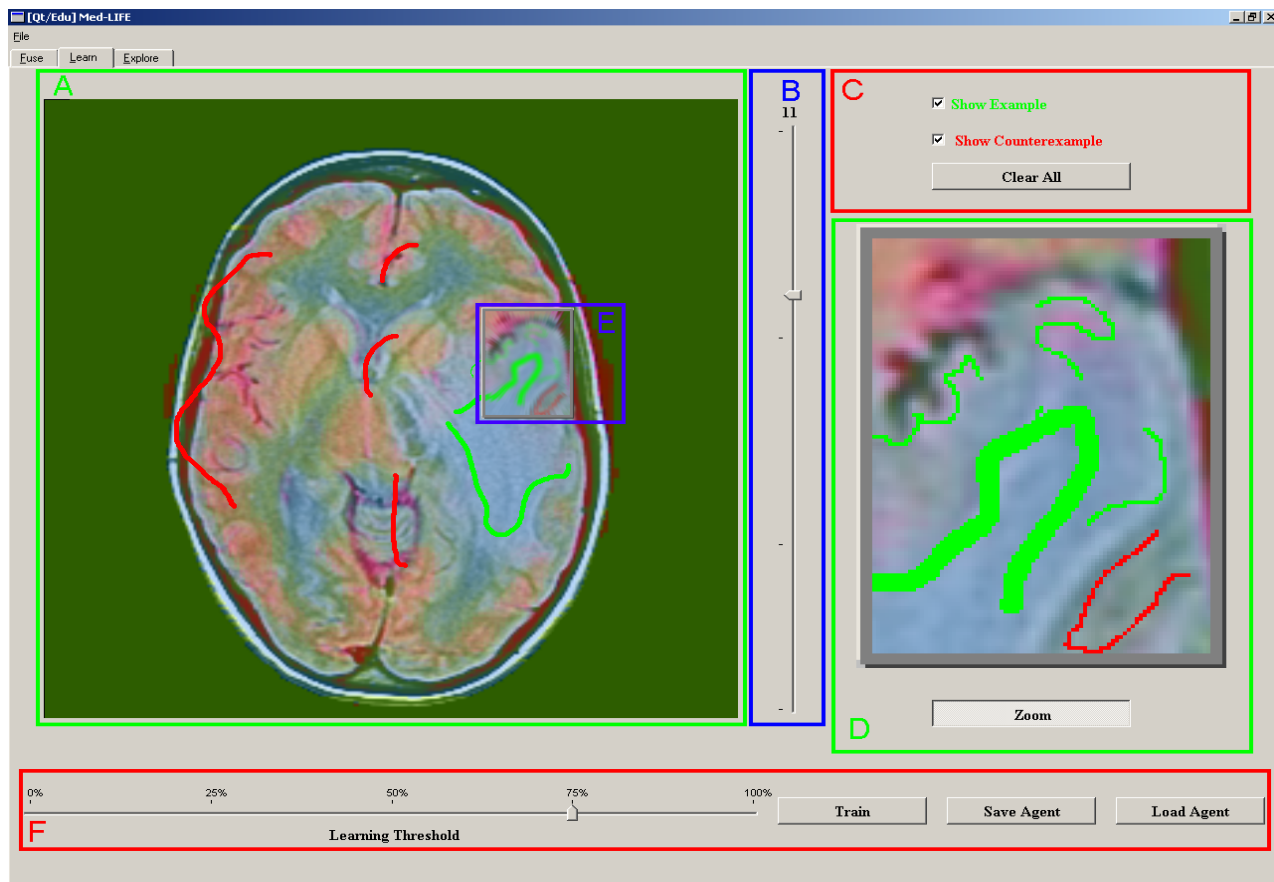 [Qt/Edu] Med-LIFE
File
Fuse Learn Explore
A
B
11
C
Show Example
Show Counterexample
Clear All
E
D
Zoom
0% 25% 50% 75% 100%
F
Learning Threshold
Train Save Agent Load Agent